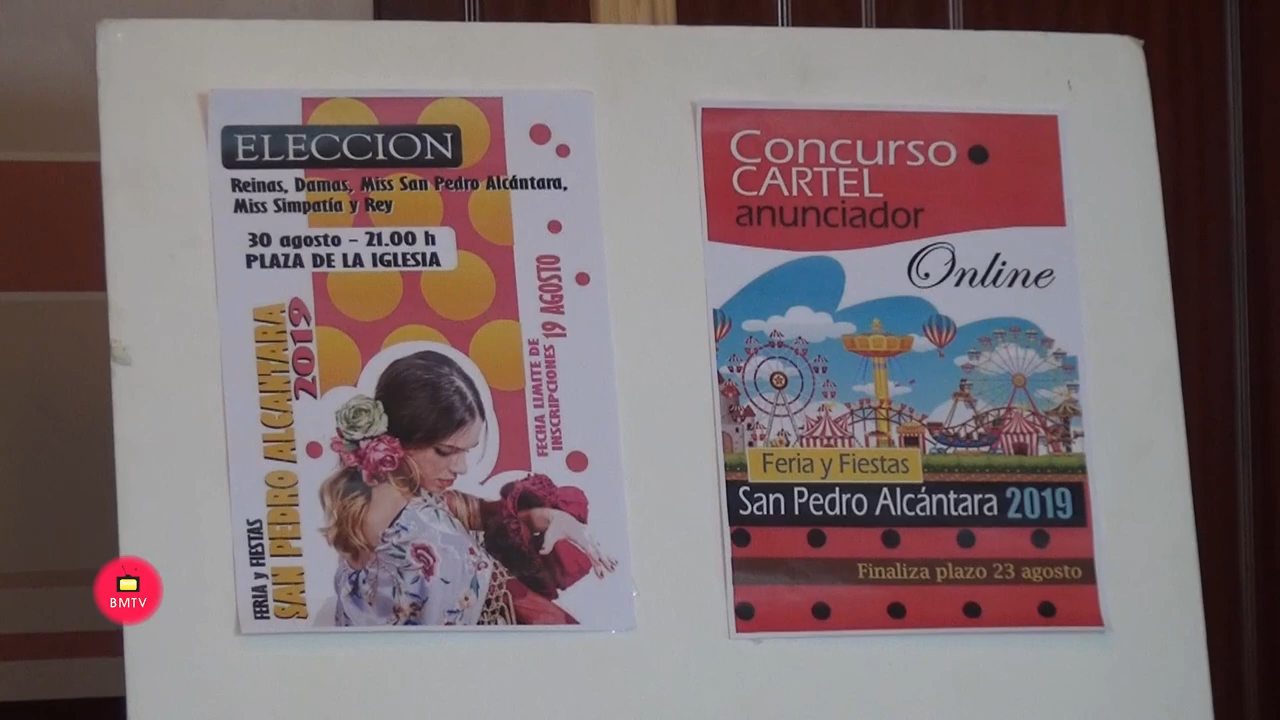 ELECCION
Reinas, Damas, Miss San Pedro Alcántara,
Miss Simpatía y Rey
30 agosto - 21.00 h
PLAZA DE LA IGLESIA
FERIA y FIESTAS
SAN PEDRO ALCANTARA
2019
FECHA LIMITE DE
INSCRIPCIONES 19 AGOSTO
Concurso
CARTEL
anunciador
Online
Feria y Fiestas
San Pedro Alcántara 2019
Finaliza plazo 23 agosto
BMTV